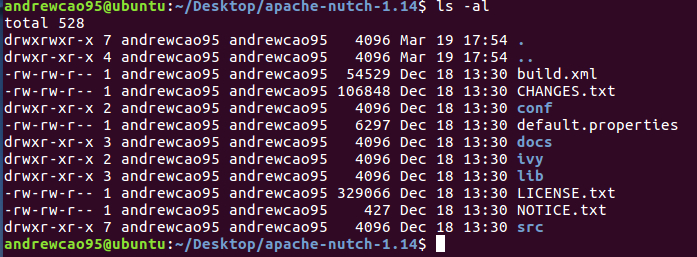 andrewcao95@ubuntu:~/Desktop/apache-nutch-1.14$ ls -al
total 528
drwxrwxr-x 7 andrewcao95 andrewcao95   4096 Mar 19 17:54 .
drwxr-xr-x 4 andrewcao95 andrewcao95   4096 Mar 19 17:54 ..
-rw-rw-r-- 1 andrewcao95 andrewcao95  54529 Dec 18 13:30 build.xml
-rw-rw-r-- 1 andrewcao95 andrewcao95 106848 Dec 18 13:30 CHANGES.txt
drwxr-xr-x 2 andrewcao95 andrewcao95   4096 Dec 18 13:30 conf
-rw-rw-r-- 1 andrewcao95 andrewcao95   6297 Dec 18 13:30 default.properties
drwxr-xr-x 3 andrewcao95 andrewcao95   4096 Dec 18 13:30 docs
drwxr-xr-x 2 andrewcao95 andrewcao95   4096 Dec 18 13:30 ivy
drwxr-xr-x 3 andrewcao95 andrewcao95   4096 Dec 18 13:30 lib
-rw-rw-r-- 1 andrewcao95 andrewcao95 329066 Dec 18 13:30 LICENSE.txt
-rw-rw-r-- 1 andrewcao95 andrewcao95    427 Dec 18 13:30 NOTICE.txt
drwxr-xr-x 7 andrewcao95 andrewcao95   4096 Dec 18 13:30 src
andrewcao95@ubuntu:~/Desktop/apache-nutch-1.14$